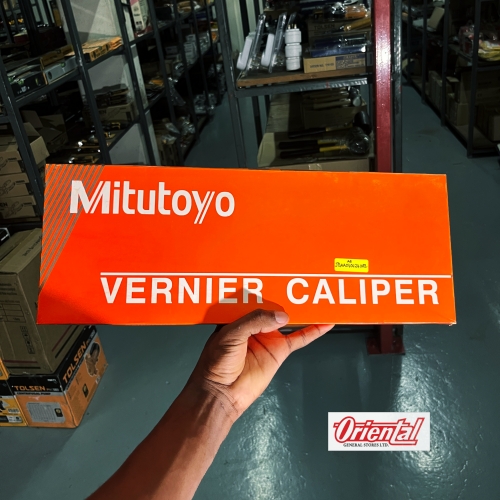 Mitutoyo
VERNIER CALIPER
TOLSEN
Oriental
GENERAL STORES LTD.